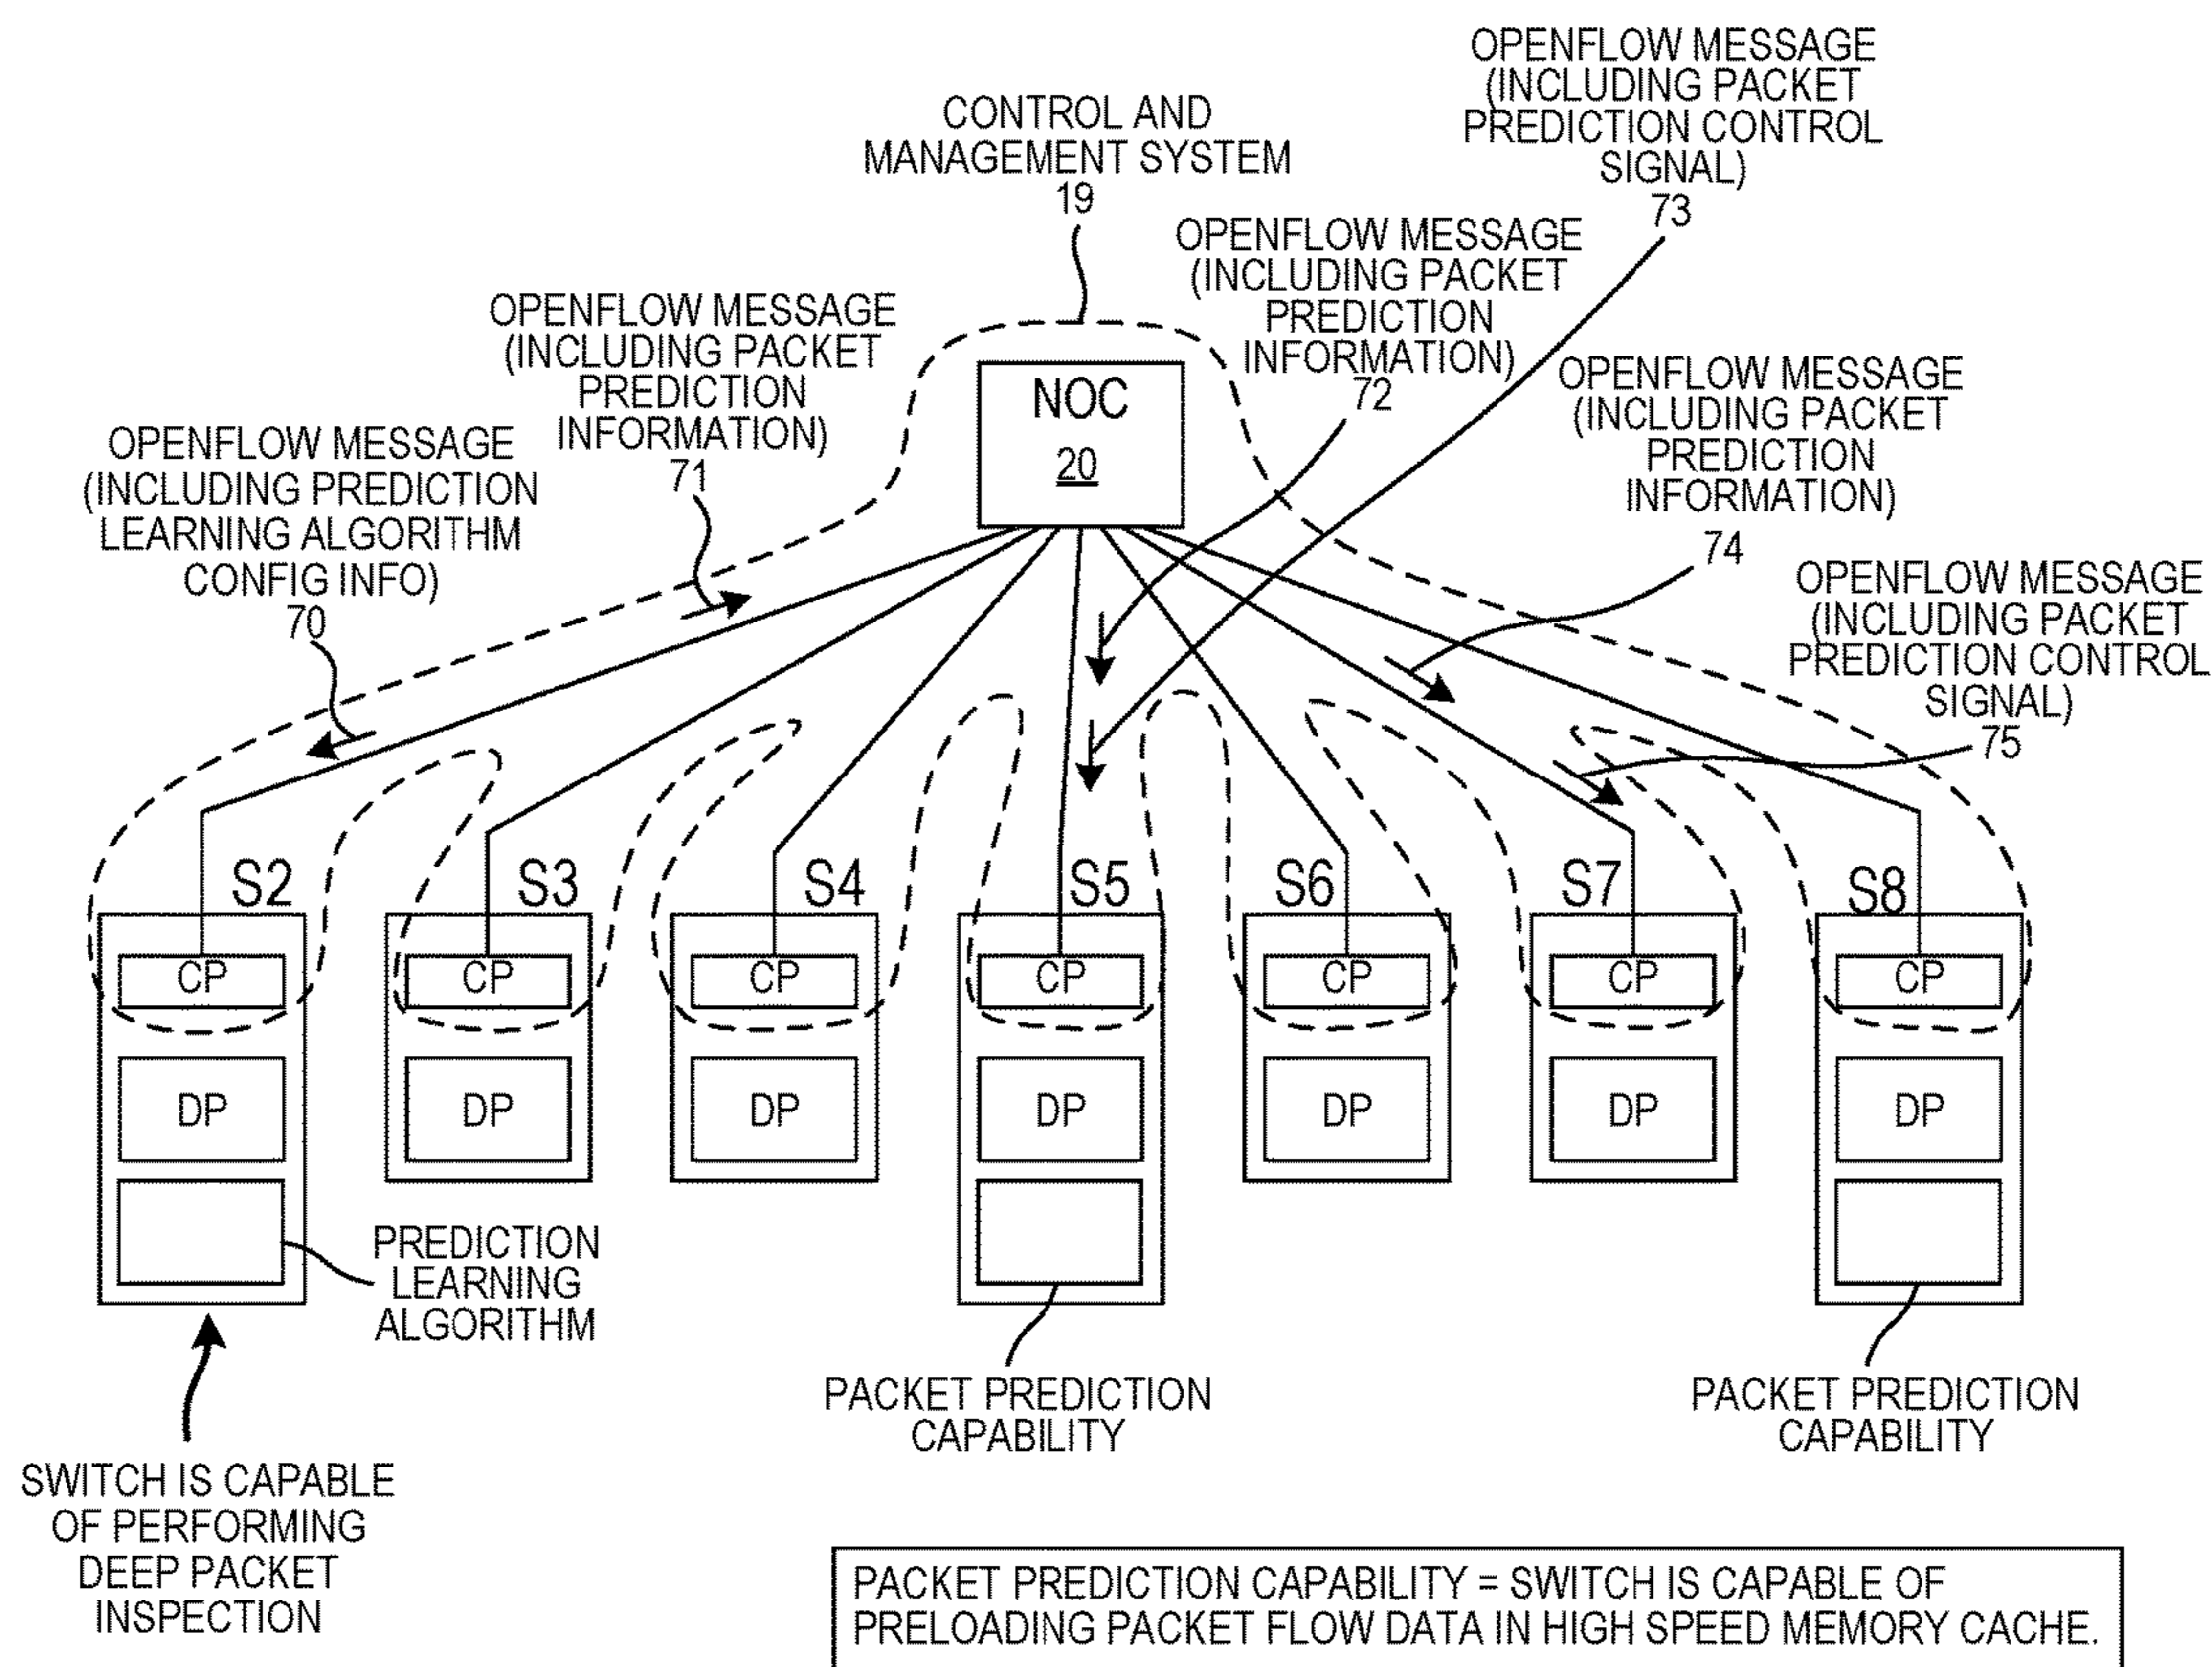 OPENFLOW MESSAGE
(INCLUDING PACKET
PREDICTION CONTROL
SIGNAL)
73
CONTROL AND
MANAGEMENT SYSTEM
19
OPENFLOW MESSAGE
(INCLUDING PACKET
PREDICTION
INFORMATION)
72
OPENFLOW MESSAGE
(INCLUDING PACKET
PREDICTION
INFORMATION)
71
OPENFLOW MESSAGE
(INCLUDING PACKET
PREDICTION
INFORMATION)
74
NOC
20
OPENFLOW MESSAGE
(INCLUDING PREDICTION
LEARNING ALGORITHM
CONFIG INFO)
70
OPENFLOW MESSAGE
(INCLUDING PACKET
PREDICTION CONTROL
SIGNAL)
75
S2
S3
S4
S5
S6
S7
S8
CP
CP
CP
CP
CP
CP
CP
DP
DP
DP
DP
DP
DP
DP
PREDICTION
LEARNING
ALGORITHM
PACKET PREDICTION
CAPABILITY
PACKET PREDICTION
CAPABILITY
SWITCH IS CAPABLE
OF PERFORMING
DEEP PACKET
INSPECTION
PACKET PREDICTION CAPABILITY = SWITCH IS CAPABLE OF
PRELOADING PACKET FLOW DATA IN HIGH SPEED MEMORY CACHE.